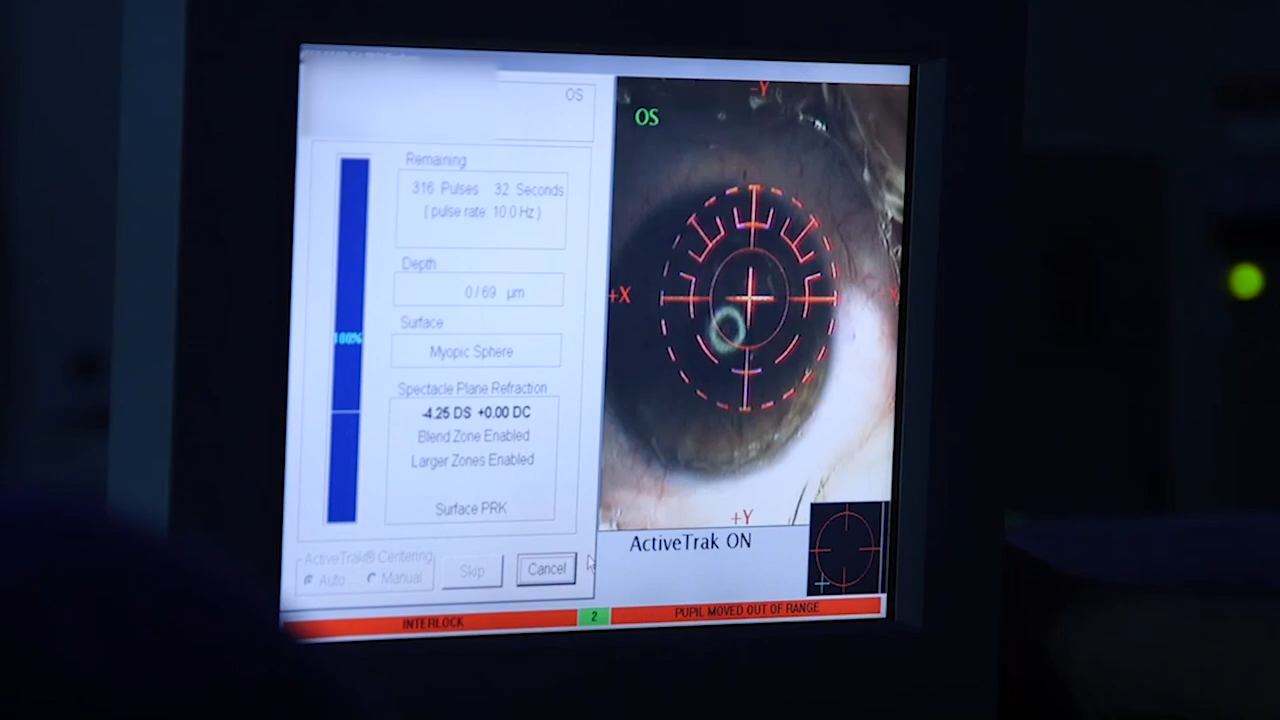 OS
Remaining
316 Pulses 32 Seconds
( pulse rate: 10.0 Hz )
Depth
0 / 69 µm
100%
Surface
Myopic Sphere
Spectacle Plane Refraction
-4.25 DS +0.00 DC
Blend Zone Enabled
Larger Zones Enabled
Surface PRK
ActiveTrak® Centering
Auto Manual
Skip
Cancel
-Y
OS
+X
X
+Y
ActiveTrak ON
INTERLOCK
2
PUPIL MOVED OUT OF RANGE